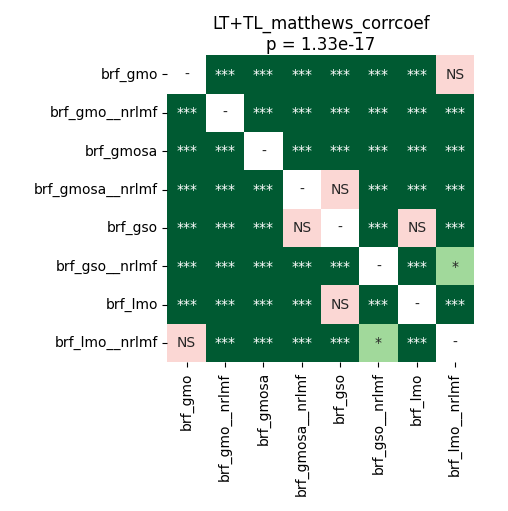 LT+TL_matthews_corrcoef
p = 1.33e-17
brf_gmo - *** *** *** *** *** *** NS
brf_gmo__nrlmf *** - *** *** *** *** *** ***
brf_gmosa *** *** - *** *** *** *** ***
brf_gmosa__nrlmf *** *** *** - NS *** *** ***
brf_gso *** *** *** NS - *** NS ***
brf_gso__nrlmf *** *** *** *** *** - *** *
brf_lmo *** *** *** *** NS *** - ***
brf_lmo__nrlmf NS *** *** *** *** * *** -
brf_gmo
brf_gmo__nrlmf
brf_gmosa
brf_gmosa__nrlmf
brf_gso
brf_gso__nrlmf
brf_lmo
brf_lmo__nrlmf